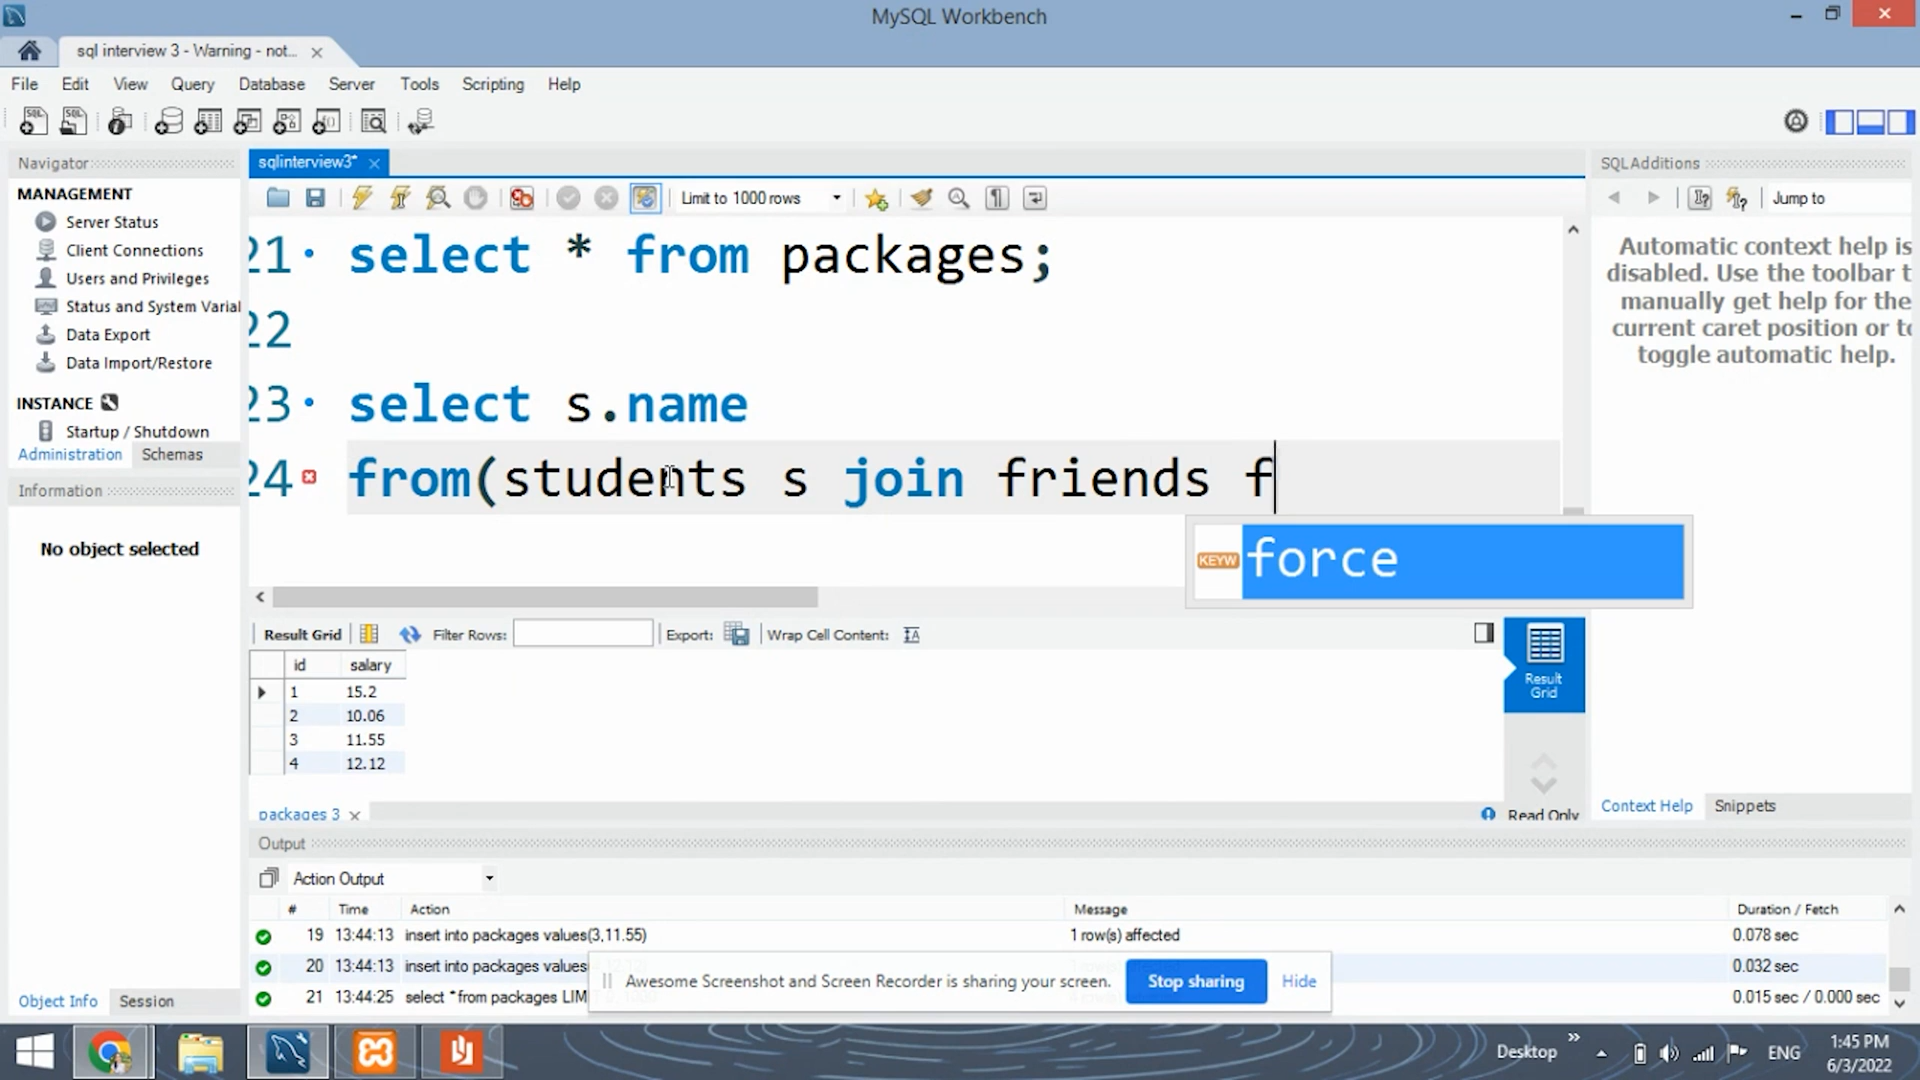 MySQL Workbench
sql interview 3 - Warning - not...
File Edit View Query Database Server Tools Scripting Help
Navigator
MANAGEMENT
Server Status
Client Connections
Users and Privileges
Status and System Varial
Data Export
Data Import/Restore
INSTANCE
Startup / Shutdown
Administration Schemas
Information
No object selected
Object Info Session
sqlinterview3*
Limit to 1000 rows
21 select * from packages;
22
23 select s.name
24 from(students s join friends f
KEYW force
Result Grid Filter Rows: Export: Wrap Cell Content:
id salary
1 15.2
2 10.06
3 11.55
4 12.12
Result
Grid
packages 3
Read Only
SQLAdditions
Jump to
Automatic context help is
disabled. Use the toolbar t
manually get help for the
current caret position or to
toggle automatic help.
Context Help Snippets
Output
Action Output
# Time Action Message Duration / Fetch
19 13:44:13 insert into packages values(3,11.55) 1 row(s) affected 0.078 sec
20 13:44:13 insert into packages values 0.032 sec
21 13:44:25 select * from packages LIM 0.015 sec / 0.000 sec
Awesome Screenshot and Screen Recorder is sharing your screen. Stop sharing Hide
Desktop
ENG
1:45 PM
6/3/2022